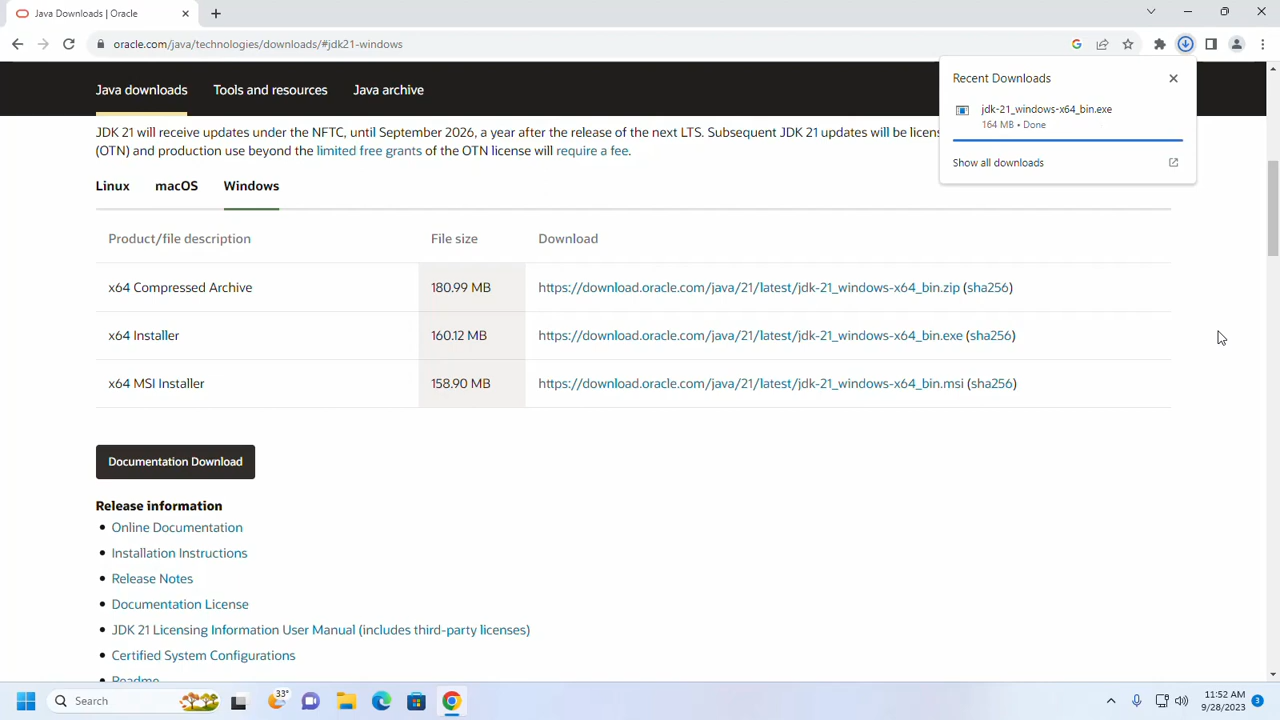 Java Downloads | Oracle
oracle.com/java/technologies/downloads/#jdk21-windows
Recent Downloads
jdk-21_windows-x64_bin.exe
164 MB • Done
Show all downloads
Java downloads Tools and resources Java archive
JDK 21 will receive updates under the NFTC, until September 2026, a year after the release of the next LTS. Subsequent JDK 21 updates will be licens
(OTN) and production use beyond the limited free grants of the OTN license will require a fee.
Linux macOS Windows
Product/file description File size Download
x64 Compressed Archive 180.99 MB https://download.oracle.com/java/21/latest/jdk-21_windows-x64_bin.zip (sha256)
x64 Installer 160.12 MB https://download.oracle.com/java/21/latest/jdk-21_windows-x64_bin.exe (sha256)
x64 MSI Installer 158.90 MB https://download.oracle.com/java/21/latest/jdk-21_windows-x64_bin.msi (sha256)
Documentation Download
Release information
• Online Documentation
• Installation Instructions
• Release Notes
• Documentation License
• JDK 21 Licensing Information User Manual (includes third-party licenses)
• Certified System Configurations
• Readme
Search 33° 11:52 AM
9/28/2023 3